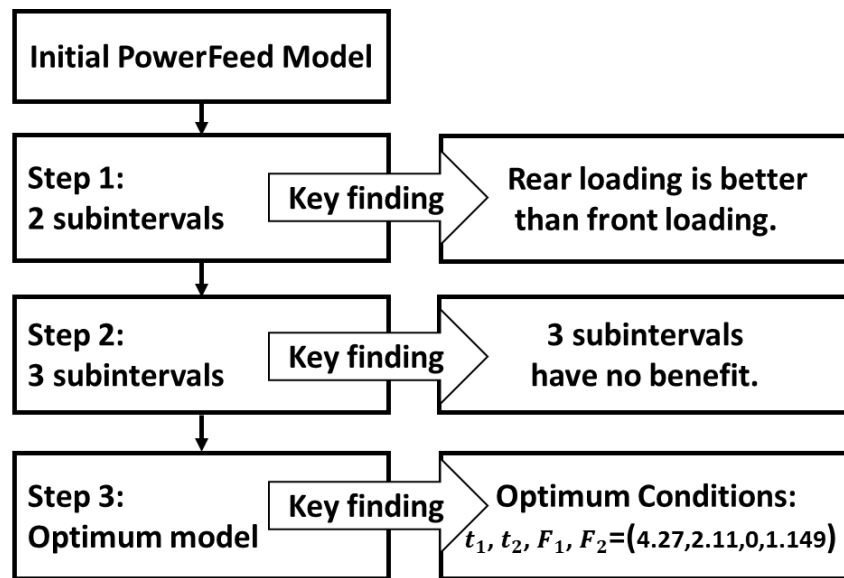 Initial PowerFeed Model
Step 1:
2 subintervals
Key finding
Rear loading is better
than front loading.
Step 2:
3 subintervals
Key finding
3 subintervals
have no benefit.
Step 3:
Optimum model
Key finding
Optimum Conditions:
t₁, t₂, F₁, F₂=(4.27,2.11,0,1.149)